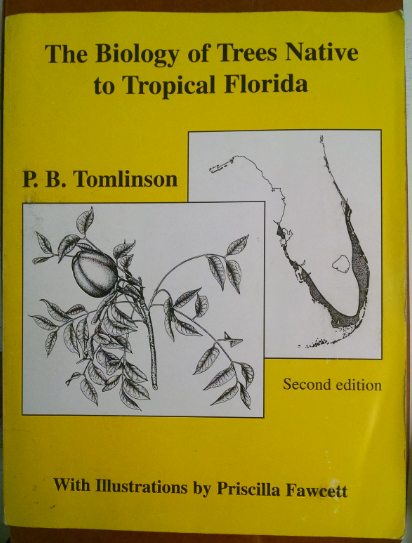 The Biology of Trees Native
to Tropical Florida
P. B. Tomlinson
Second edition
With Illustrations by Priscilla Fawcett